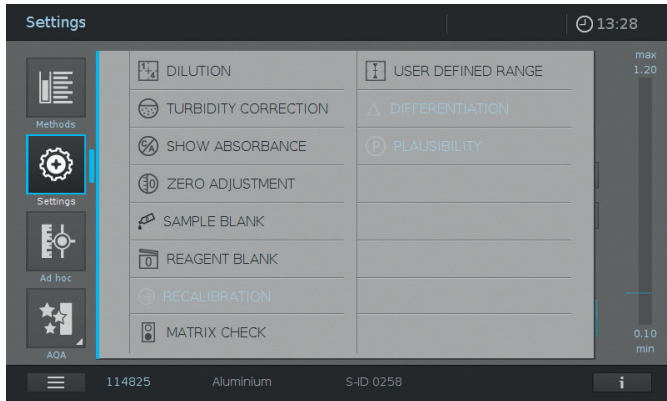 Settings
13:28
Methods
Settings
Ad hoc
AQA
DILUTION
TURBIDITY CORRECTION
SHOW ABSORBANCE
ZERO ADJUSTMENT
SAMPLE BLANK
REAGENT BLANK
RECALIBRATION
MATRIX CHECK
USER DEFINED RANGE
DIFFERENTIATION
PLAUSIBILITY
max
1.20
0.10
min
114825 Aluminium S-ID 0258
i